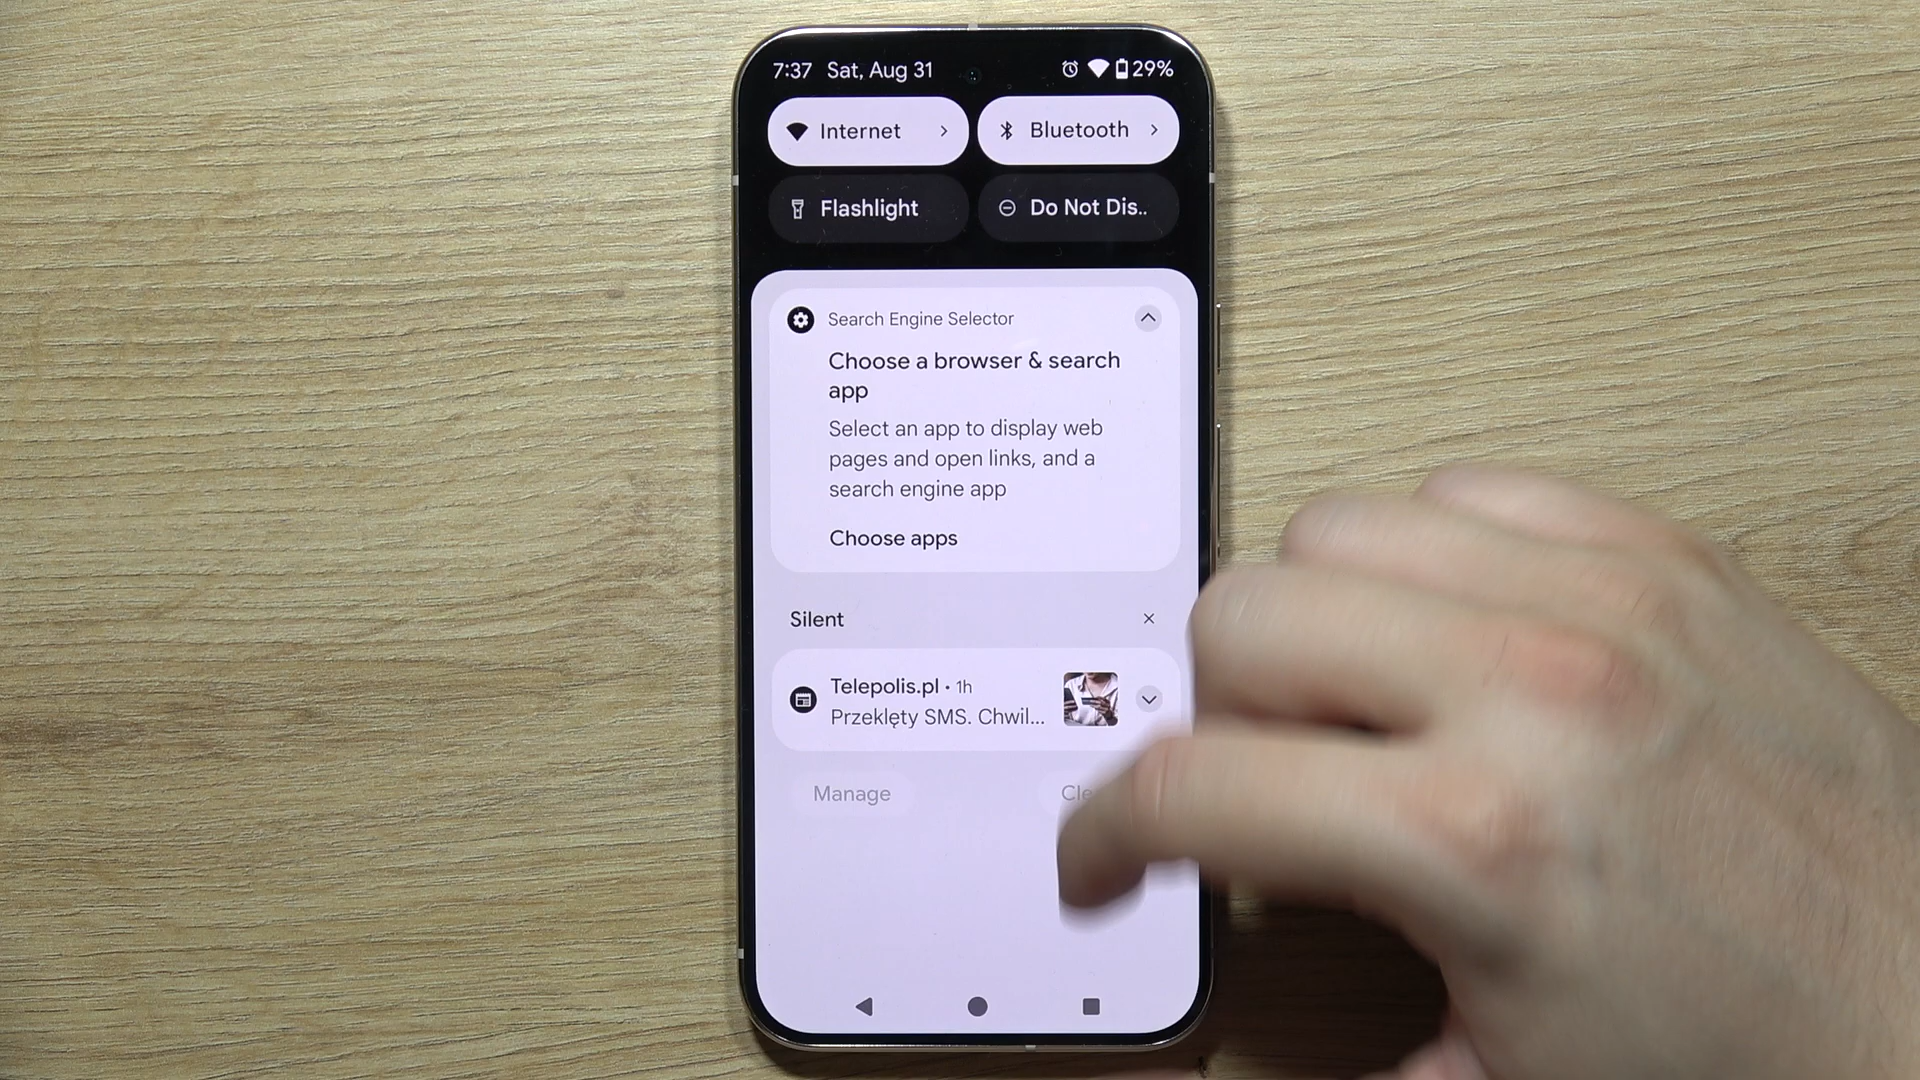 7:37 Sat, Aug 31 29%
Internet Bluetooth
Flashlight Do Not Dis..
Search Engine Selector
Choose a browser & search
app
Select an app to display web
pages and open links, and a
search engine app
Choose apps
Silent
Telepolis.pl • 1h
Przeklęty SMS. Chwil...
Manage